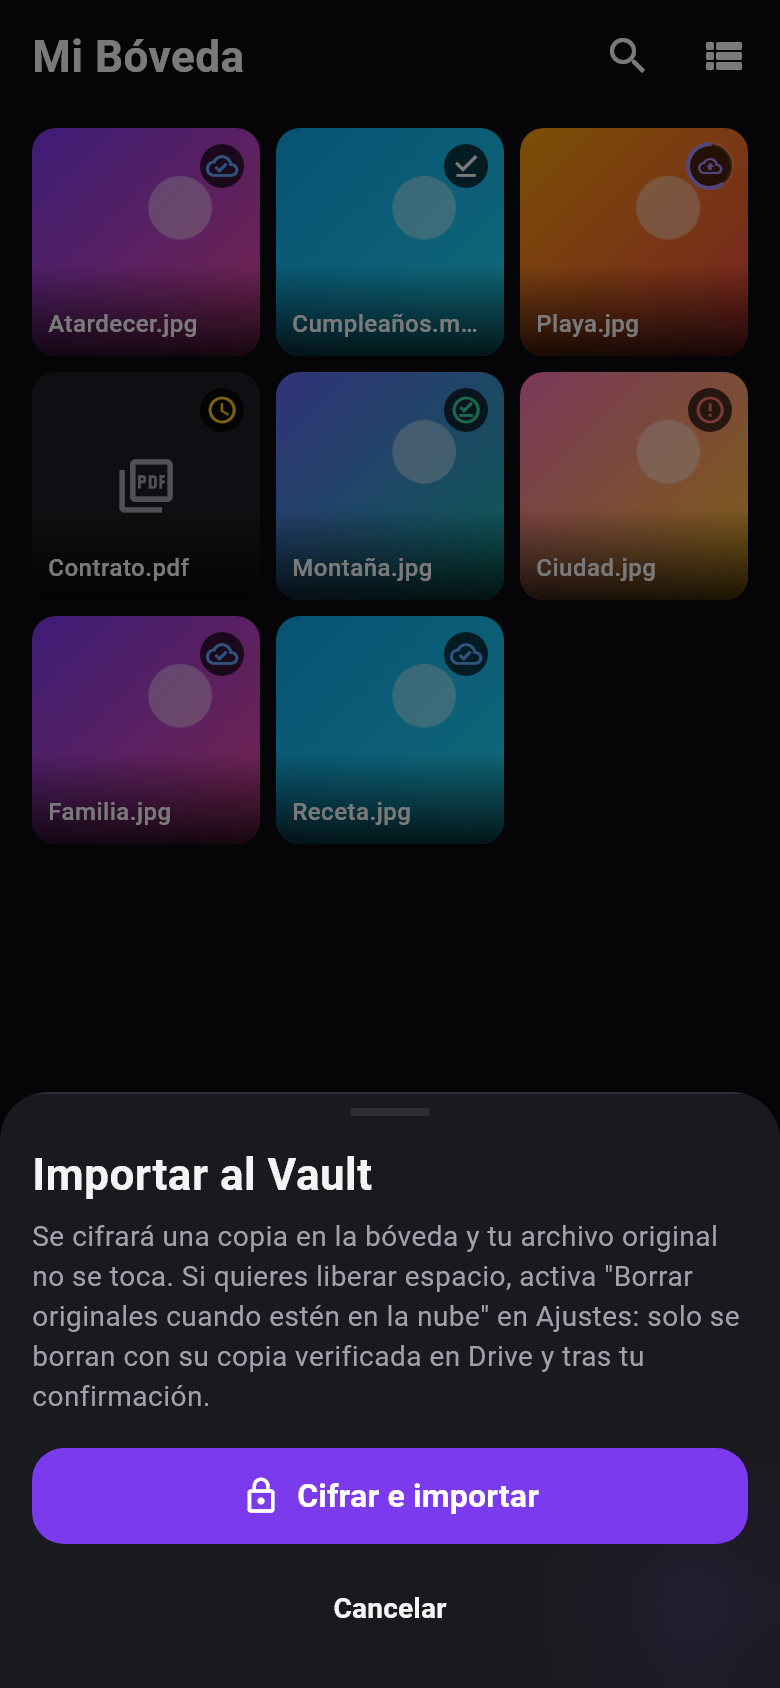 Mi Bóveda
Atardecer.jpg
Cumpleaños.m...
Playa.jpg
PDF
Contrato.pdf
Montaña.jpg
Ciudad.jpg
Familia.jpg
Receta.jpg
Importar al Vault
Se cifrará una copia en la bóveda y tu archivo original
no se toca. Si quieres liberar espacio, activa "Borrar
originales cuando estén en la nube" en Ajustes: solo se
borran con su copia verificada en Drive y tras tu
confirmación.
Cifrar e importar
Cancelar